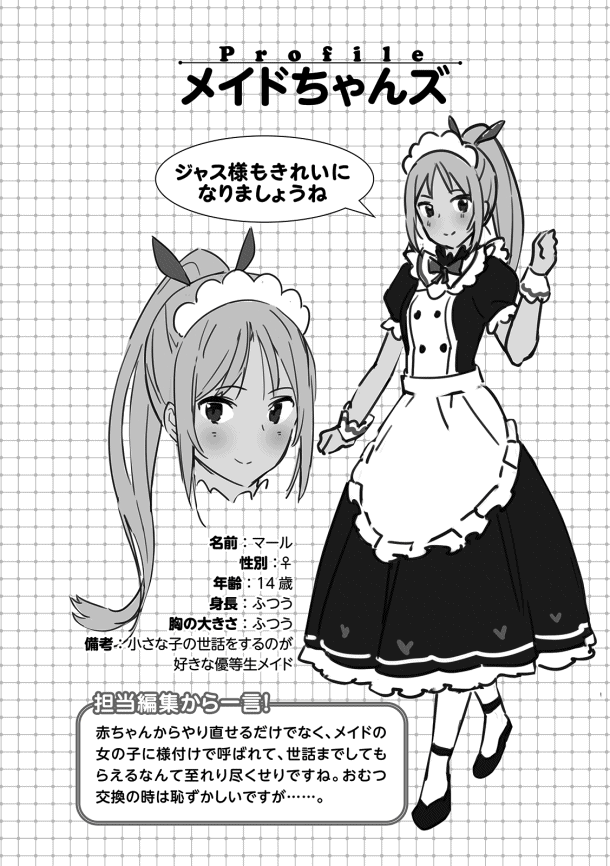 Profile
メイドちゃんズ
ジャス様もきれいに
なりましょうね
名前：マール
性別：♀
年齢：14歳
身長：ふつう
胸の大きさ：ふつう
備考：小さな子の世話をするのが
好きな優等生メイド
担当編集から一言!
赤ちゃんからやり直せるだけでなく、メイドの
女の子に様付けで呼ばれて、世話までしても
らえるなんて至れり尽くせりですね。おむつ
交換の時は恥ずかしいですが……。